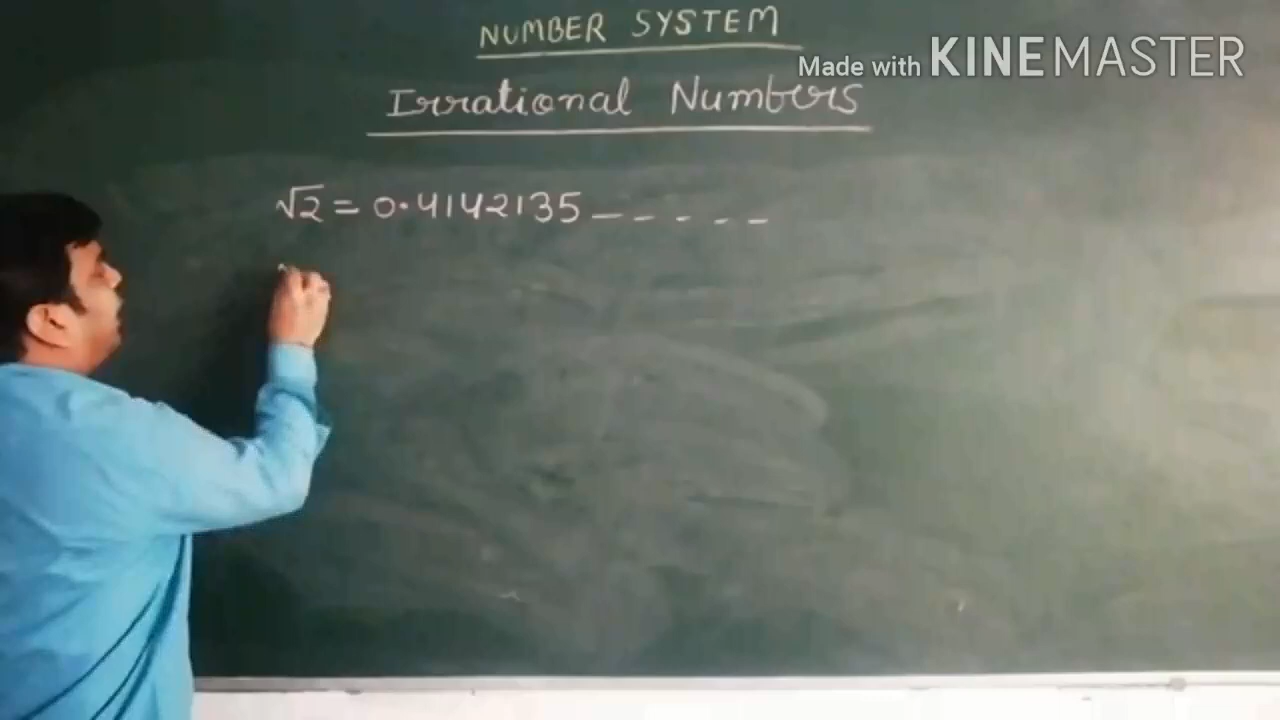 NUMBER SYSTEM
Made with KINEMASTER
Irrational Numbers
√2 = 0.4142135 - - - - -